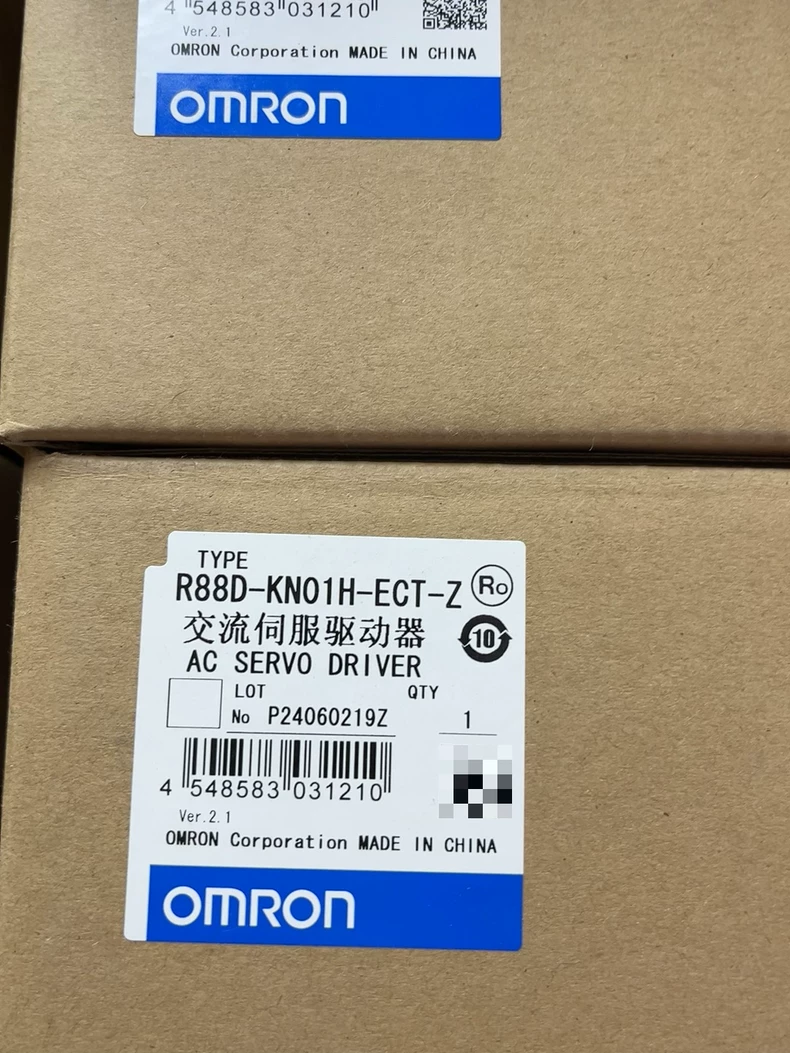 4 548583 031210
Ver.2.1
OMRON Corporation MADE IN CHINA
OMRON
TYPE
R88D-KN01H-ECT-Z
Ro
交流伺服驱动器
10
AC SERVO DRIVER
LOT QTY
No P24060219Z 1
4 548583 031210
Ver.2.1
OMRON Corporation MADE IN CHINA
OMRON